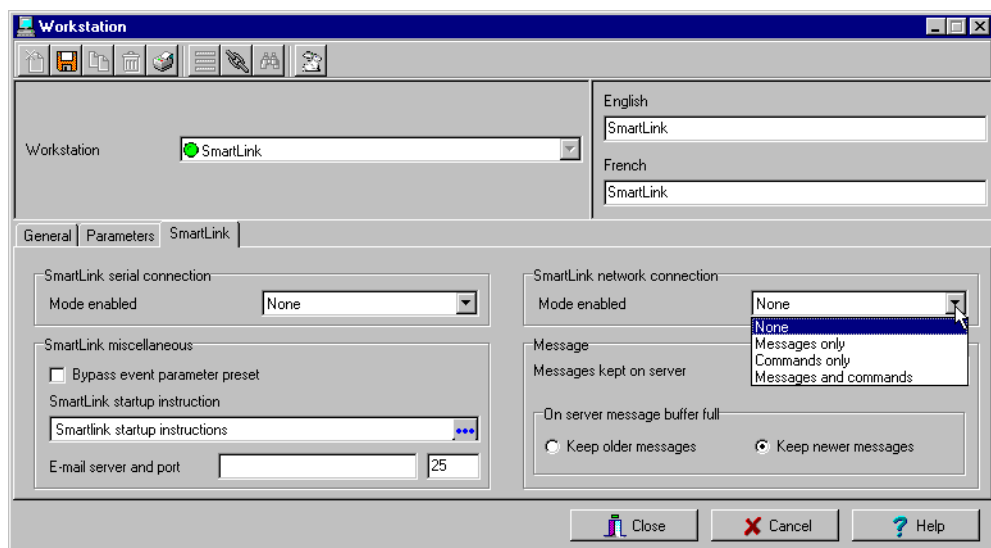 Workstation
English
SmartLink
Workstation
SmartLink
French
SmartLink
General
Parameters
SmartLink
SmartLink serial connection
Mode enabled
None
SmartLink network connection
Mode enabled
None
None
Messages only
Commands only
Messages and commands
SmartLink miscellaneous
Bypass event parameter preset
SmartLink startup instruction
Smartlink startup instructions
E-mail server and port
25
Message
Messages kept on server
On server message buffer full
Keep older messages
Keep newer messages
Close
Cancel
Help